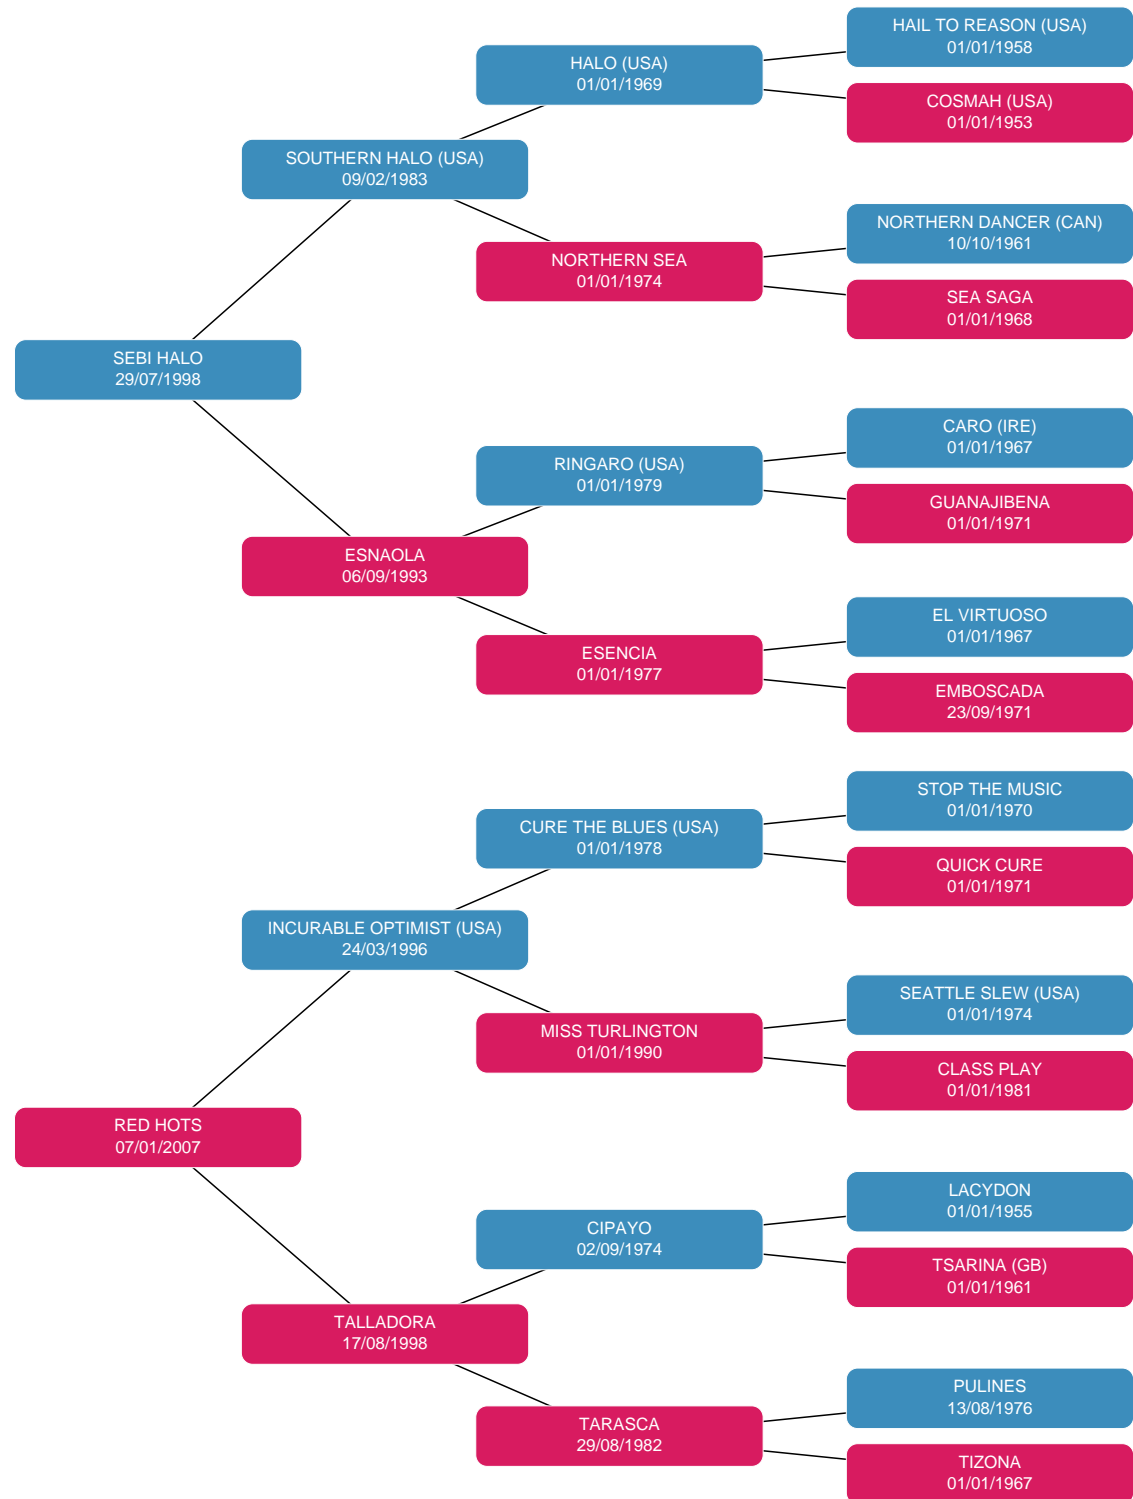 HAIL TO REASON (USA)
01/01/1958
HALO (USA)
01/01/1969
COSMAH (USA)
01/01/1953
SOUTHERN HALO (USA)
09/02/1983
NORTHERN DANCER (CAN)
10/10/1961
NORTHERN SEA
01/01/1974
SEA SAGA
01/01/1968
SEBI HALO
29/07/1998
CARO (IRE)
01/01/1967
RINGARO (USA)
01/01/1979
GUANAJIBENA
01/01/1971
ESNAOLA
06/09/1993
EL VIRTUOSO
01/01/1967
ESENCIA
01/01/1977
EMBOSCADA
23/09/1971
STOP THE MUSIC
01/01/1970
CURE THE BLUES (USA)
01/01/1978
QUICK CURE
01/01/1971
INCURABLE OPTIMIST (USA)
24/03/1996
SEATTLE SLEW (USA)
01/01/1974
MISS TURLINGTON
01/01/1990
CLASS PLAY
01/01/1981
RED HOTS
07/01/2007
LACYDON
01/01/1955
CIPAYO
02/09/1974
TSARINA (GB)
01/01/1961
TALLADORA
17/08/1998
PULINES
13/08/1976
TARASCA
29/08/1982
TIZONA
01/01/1967